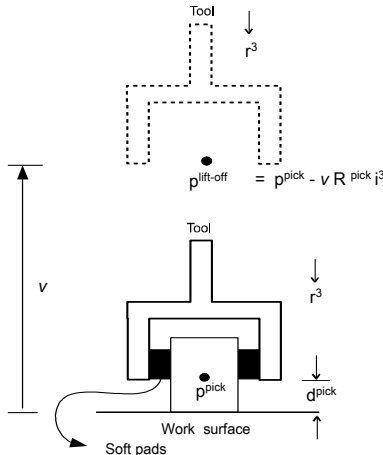 Tool
r³
p^lift-off = p^pick - v R^pick i³
Tool
v
r³
p^pick
d^pick
Work surface
Soft pads